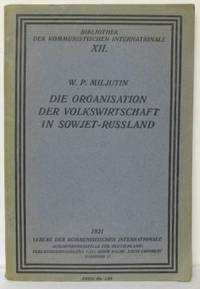 BIBLIOTHEK
DER KOMMUNISTISCHEN INTERNATIONALE
XII.
W. P. MILJUTIN
DIE ORGANISATION
DER VOLKSWIRTSCHAFT
IN SOWJET-RUSSLAND
1921
VERLAG DER KOMMUNISTISCHEN INTERNATIONALE